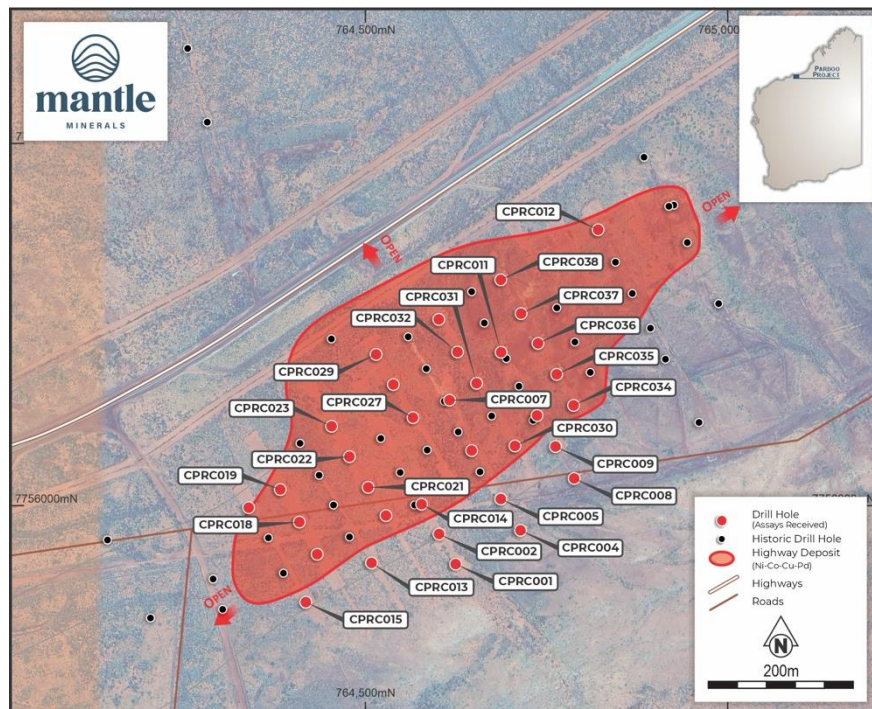 764,500mN
765,000mN
mantle
MINERALS
PARDOO
PROJECT
OPEN
OPEN
CPRC012
CPRC011
CPRC038
CPRC031
CPRC037
CPRC032
CPRC036
CPRC029
CPRC035
CPRC007
CPRC034
CPRC027
CPRC023
CPRC030
CPRC022
CPRC009
CPRC019
CPRC021
CPRC008
7756000mN
CPRC005
CPRC014
CPRC018
CPRC002
CPRC004
CPRC001
CPRC013
OPEN
CPRC015
Drill Hole
(Assays Received)
Historic Drill Hole
Highway Deposit
(Ni-Co-Cu-Pd)
Highways
Roads
N
200m
764,500mN